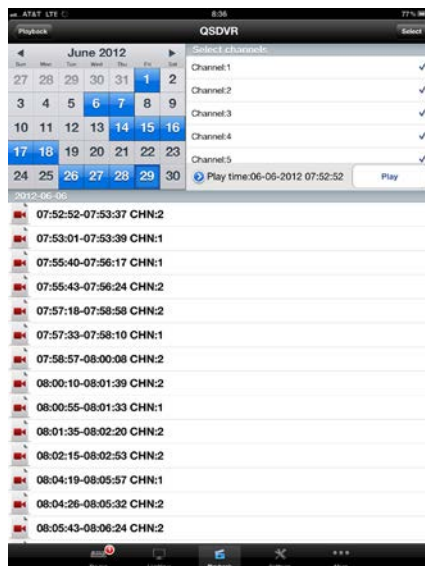 AT&T LTE 8:36 77%
Playback QSDVR Select
June 2012
Sun Mon Tue Wed Thu Fri Sat
27 28 29 30 31 1 2
3 4 5 6 7 8 9
10 11 12 13 14 15 16
17 18 19 20 21 22 23
24 25 26 27 28 29 30
Select channels
Channel:1
Channel:2
Channel:3
Channel:4
Channel:5
Play time:06-06-2012 07:52:52 Play
2012-06-06
07:52:52-07:53:37 CHN:2
07:53:01-07:53:39 CHN:1
07:55:40-07:56:17 CHN:1
07:55:43-07:56:24 CHN:2
07:57:18-07:58:58 CHN:2
07:57:33-07:58:10 CHN:1
07:58:57-08:00:08 CHN:2
08:00:10-08:01:39 CHN:2
08:00:55-08:01:33 CHN:1
08:01:35-08:02:20 CHN:2
08:02:15-08:02:53 CHN:2
08:04:19-08:05:57 CHN:1
08:04:26-08:05:32 CHN:2
08:05:43-08:06:24 CHN:2